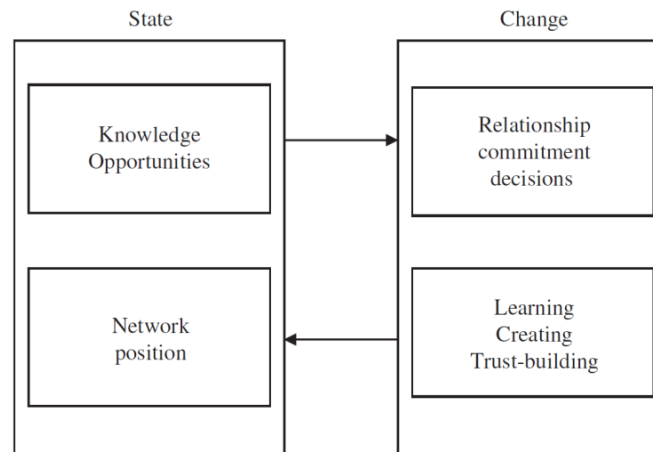 State
Change
Knowledge
Opportunities
Relationship
commitment
decisions
Network
position
Learning
Creating
Trust-building